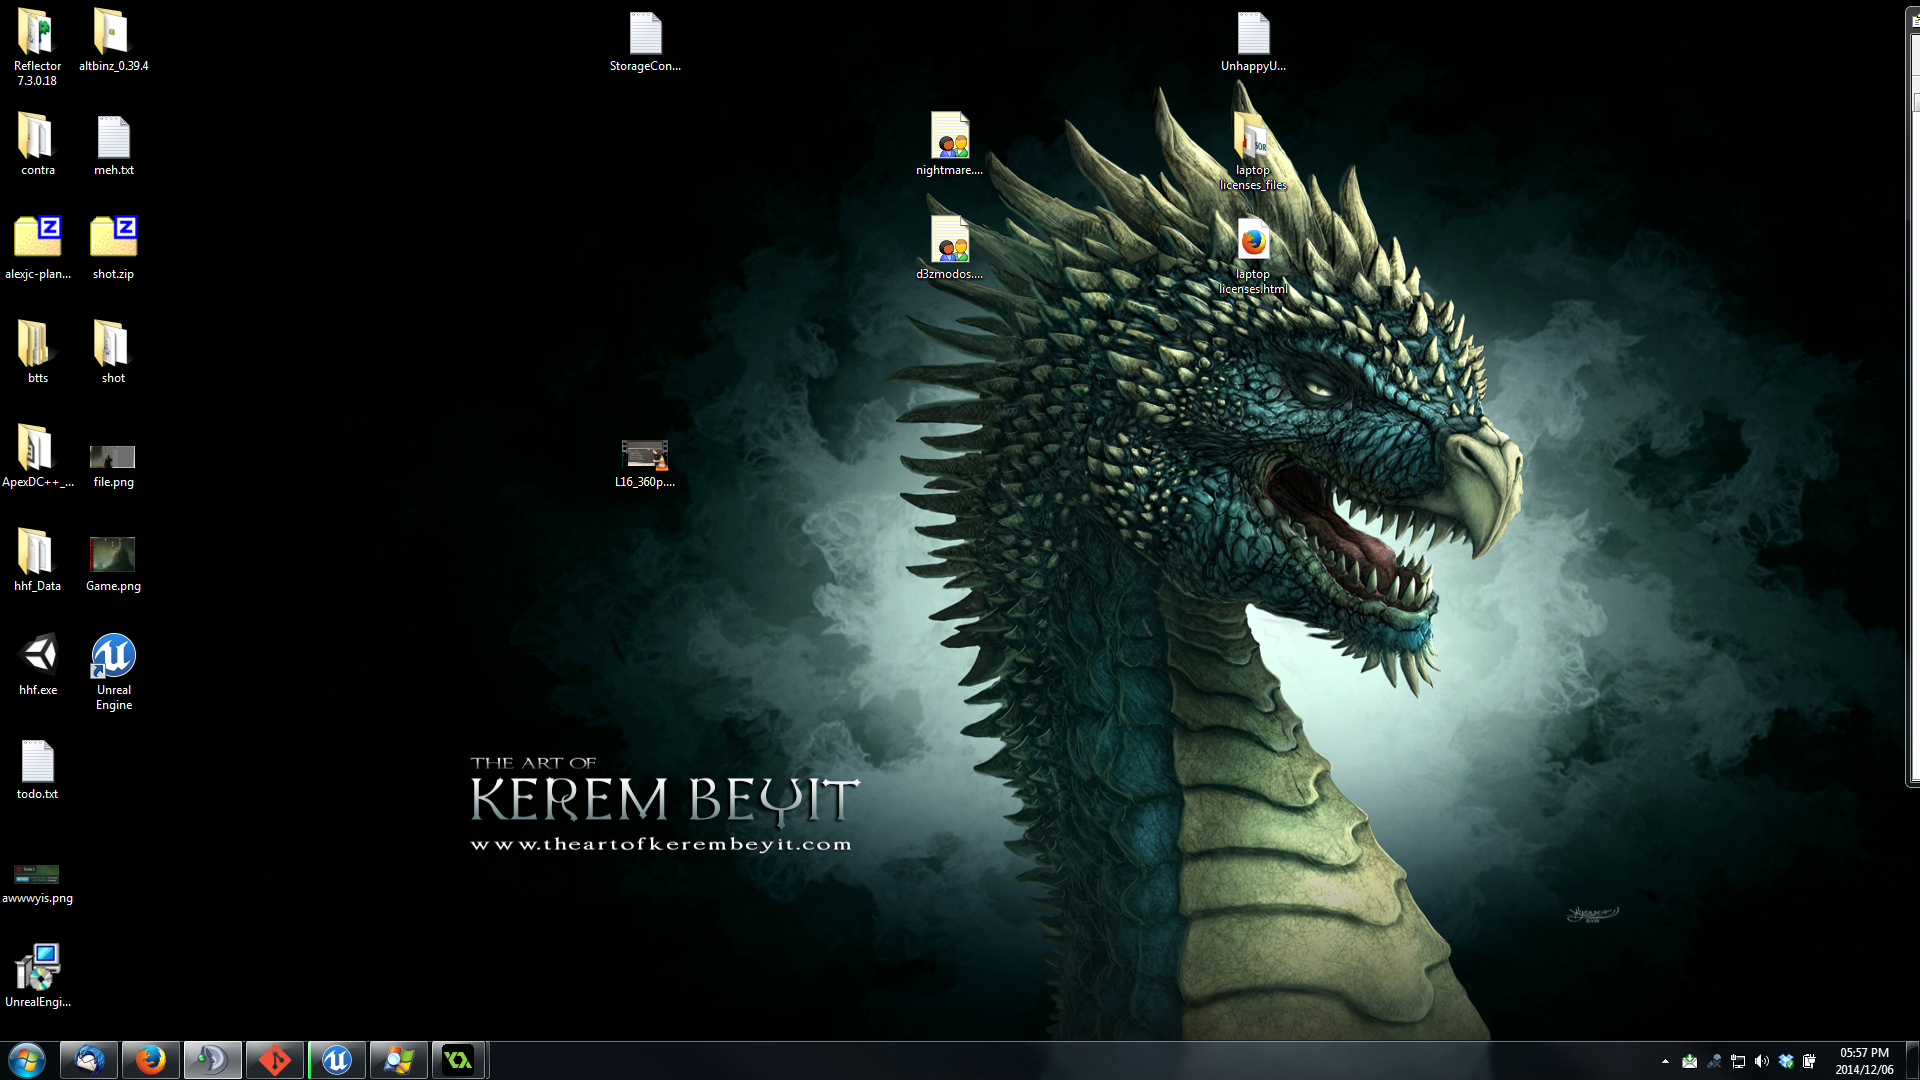 Reflector
7.3.0.18
altbinz_0.39.4
StorageCon...
UnhappyU...
contra
meh.txt
nightmare....
laptop
licenses_files
alexjc-plan...
shot.zip
d3zmodos....
laptop
licenses.html
btts
shot
ApexDC++_...
file.png
L16_360p....
hhf_Data
Game.png
hhf.exe
Unreal
Engine
todo.txt
THE ART OF
KEREM BEYIT
www.theartofkerembeyit.com
awwwyis.png
UnrealEngi...
05:57 PM
2014/12/06